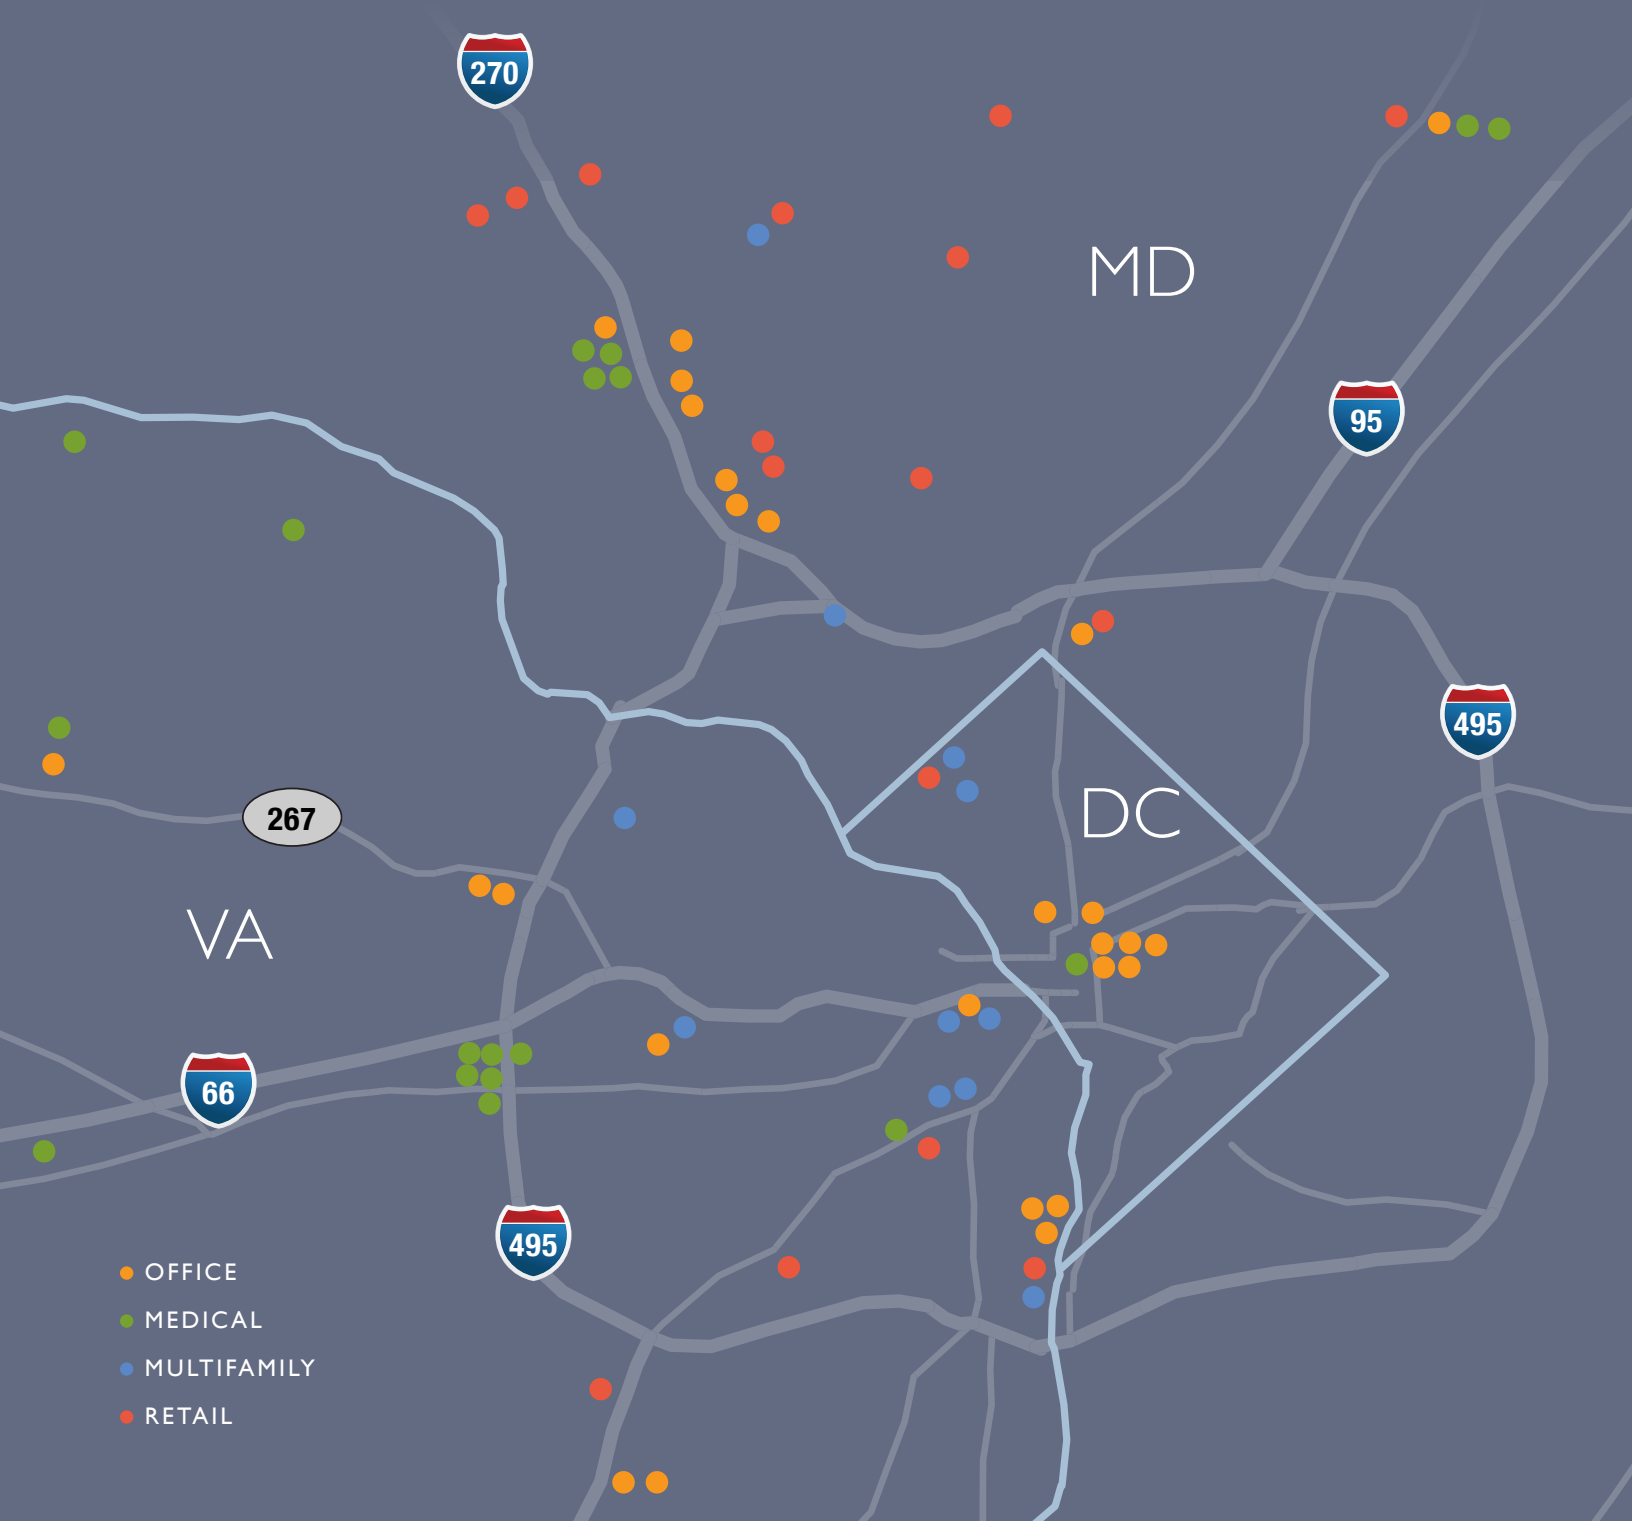 270
MD
95
495
DC
267
VA
66
495
OFFICE
MEDICAL
MULTIFAMILY
RETAIL